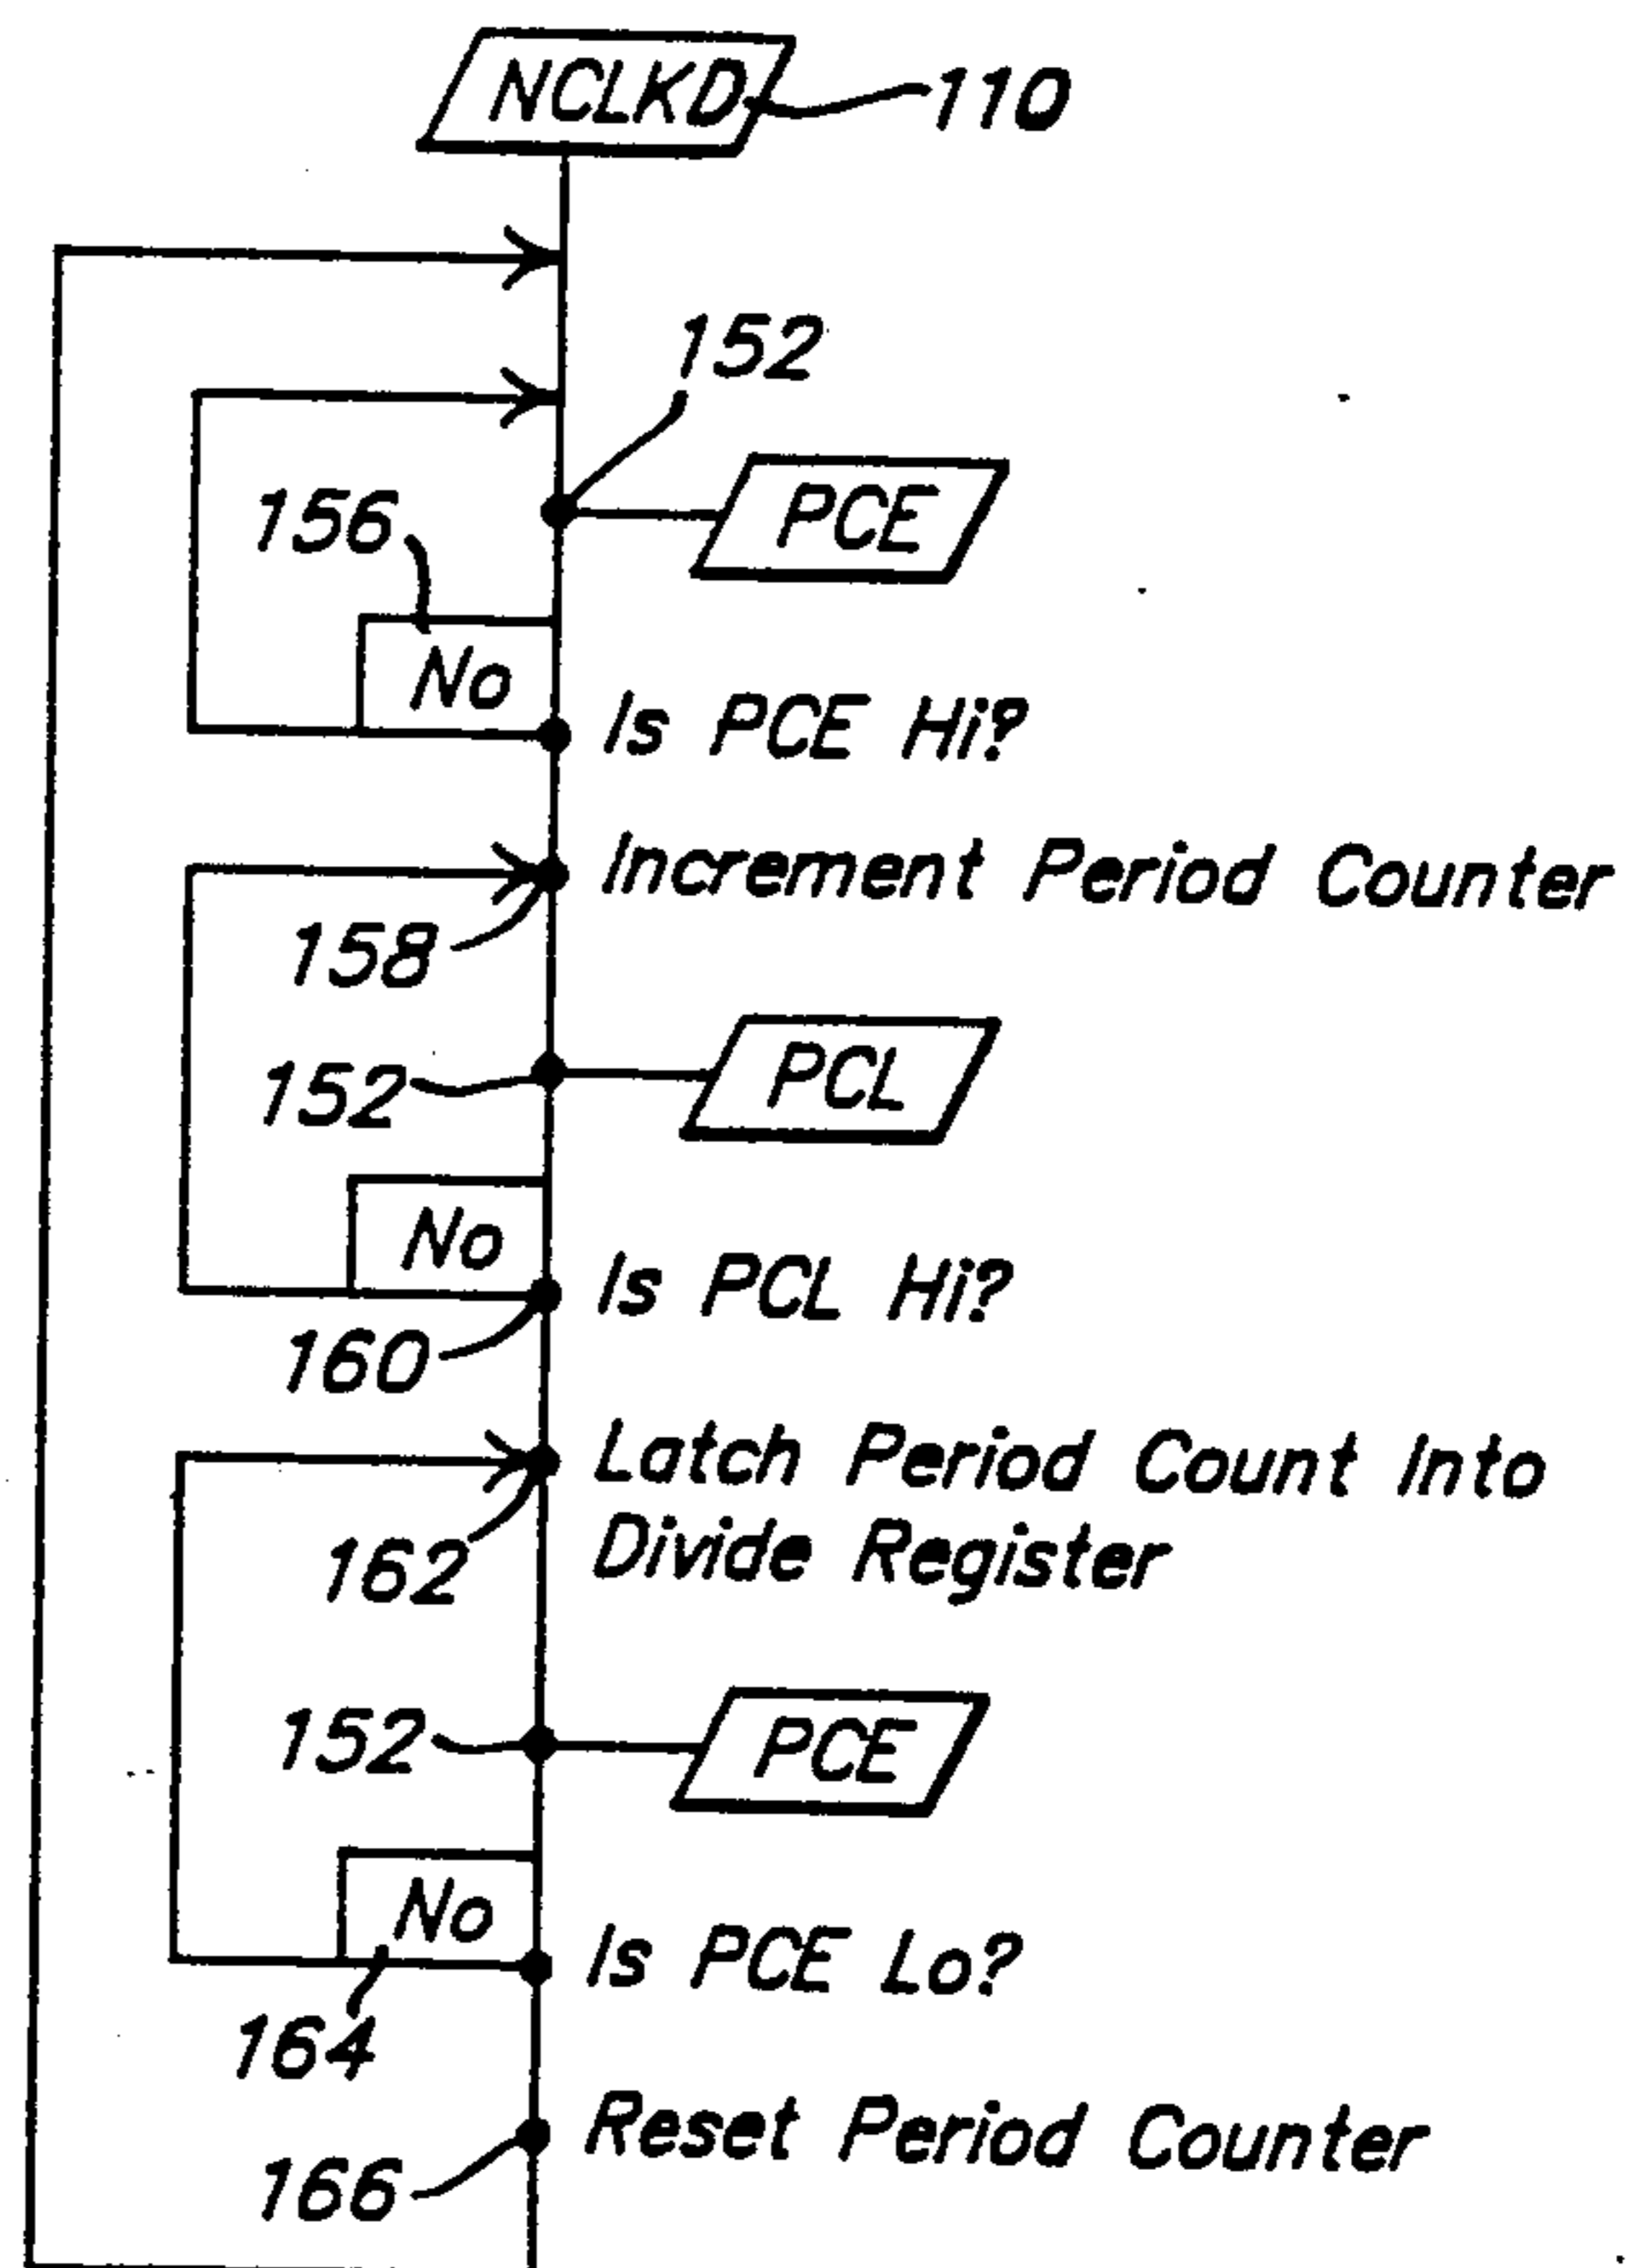 NCLKD 110
152
PCE
156
No
Is PCE Hi?
Increment Period Counter
158
PCL
152
No
Is PCL Hi?
160
Latch Period Count Into
Divide Register
162
152
PCE
No
Is PCE Lo?
164
Reset Period Counter
166